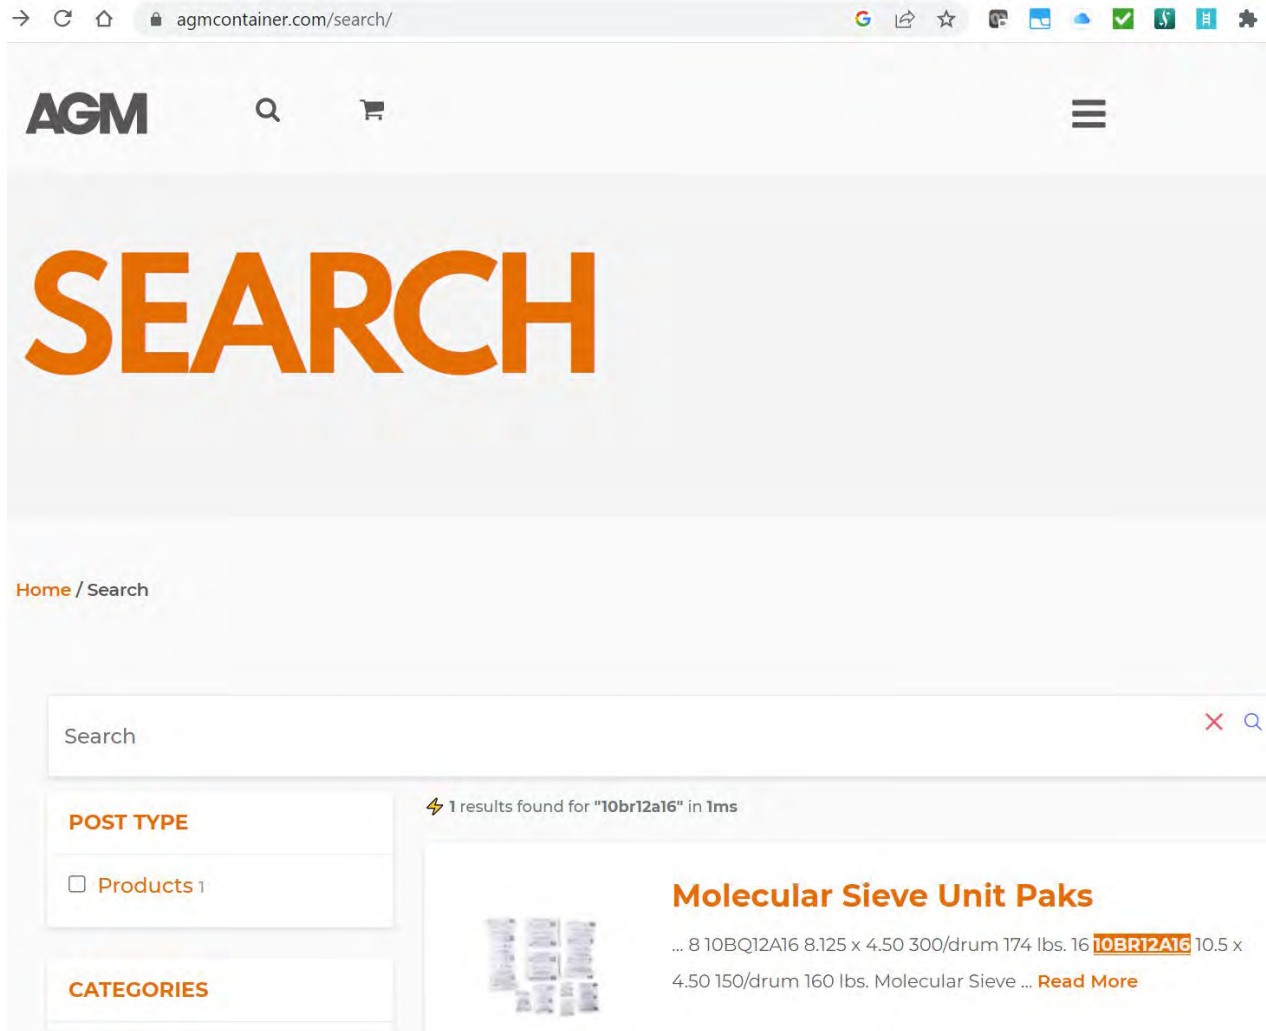 agmcontainer.com/search/
AGM
SEARCH
Home / Search
Search
POST TYPE
Products 1
CATEGORIES
1 results found for "10br12a16" in 1ms
Molecular Sieve Unit Paks
... 8 10BQ12A16 8.125 x 4.50 300/drum 174 lbs. 16 10BR12A16 10.5 x
4.50 150/drum 160 lbs. Molecular Sieve ... Read More